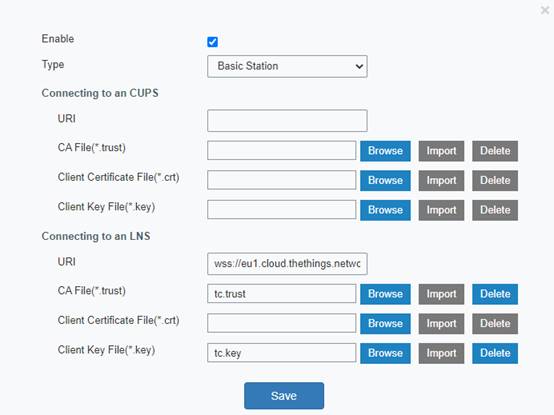 ×
Enable
Type Basic Station
Connecting to an CUPS
URI
CA File(*.trust) Browse Import Delete
Client Certificate File(*.crt) Browse Import Delete
Client Key File(*.key) Browse Import Delete
Connecting to an LNS
URI wss://eu1.cloud.thethings.netwo
CA File(*.trust) tc.trust Browse Import Delete
Client Certificate File(*.crt) Browse Import Delete
Client Key File(*.key) tc.key Browse Import Delete
Save